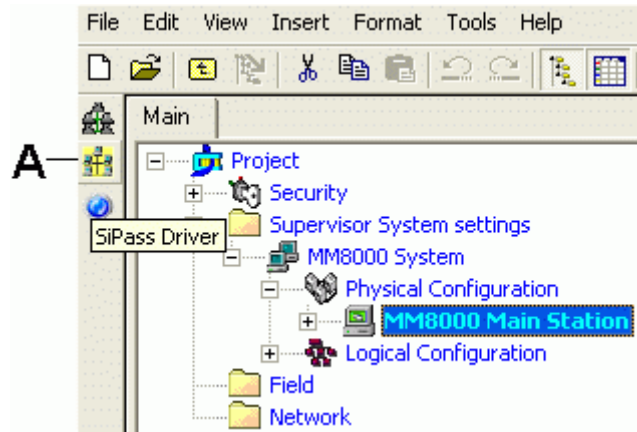 File Edit View Insert Format Tools Help
Main
A
Project
Security
SiPass Driver
Supervisor System settings
MM8000 System
Physical Configuration
MM8000 Main Station
Logical Configuration
Field
Network